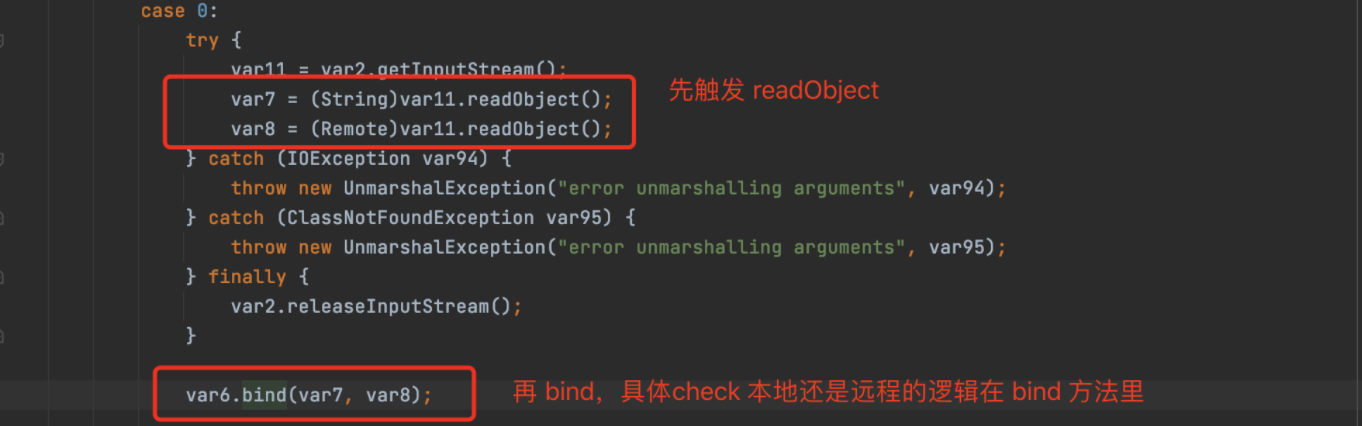 case 0:
try {
var11 = var2.getInputStream();
var7 = (String)var11.readObject();
先触发 readObject
var8 = (Remote)var11.readObject();
} catch (IOException var94) {
throw new UnmarshalException("error unmarshalling arguments", var94);
} catch (ClassNotFoundException var95) {
throw new UnmarshalException("error unmarshalling arguments", var95);
} finally {
var2.releaseInputStream();
}
var6.bind(var7, var8);
再 bind，具体check 本地还是远程的逻辑在 bind 方法里